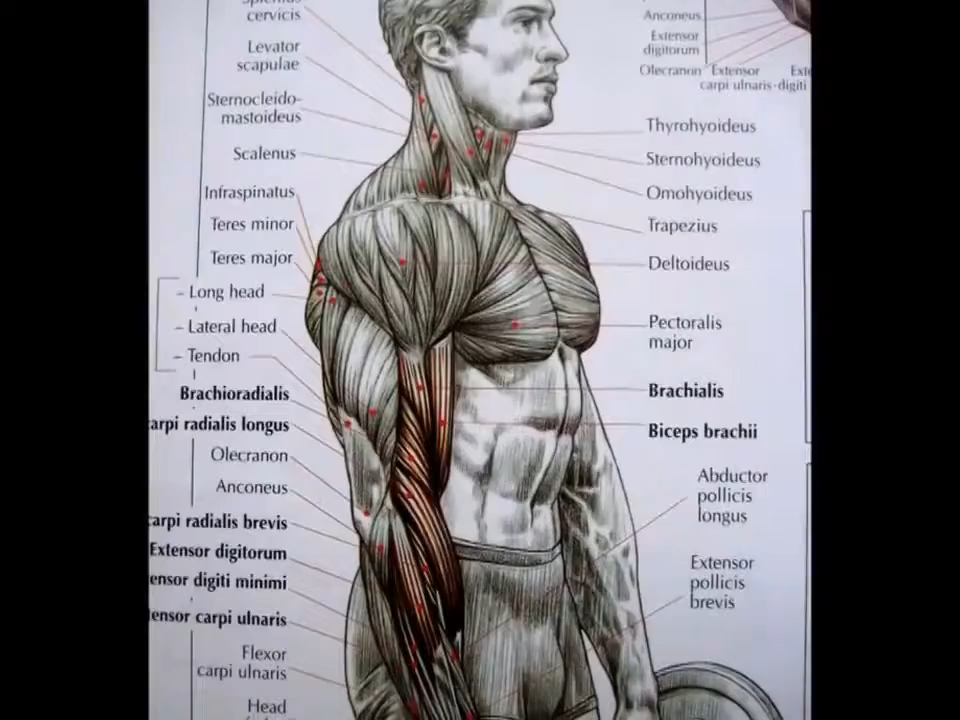 cervicis
Levator
scapulae
Sternocleido-
mastoideus
Scalenus
Infraspinatus
Teres minor
Teres major
Long head
Lateral head
Tendon
Brachioradialis
carpi radialis longus
Olecranon
Anconeus
carpi radialis brevis
Extensor digitorum
ensor digiti minimi
ensor carpi ulnaris
Flexor
carpi ulnaris
Head
Anconeus
Extensor
digitorum
Olecranon Extensor Exte
carpi ulnaris-digiti
Thyrohyoideus
Sternohyoideus
Omohyoideus
Trapezius
Deltoideus
Pectoralis
major
Brachialis
Biceps brachii
Abductor
pollicis
longus
Extensor
pollicis
brevis